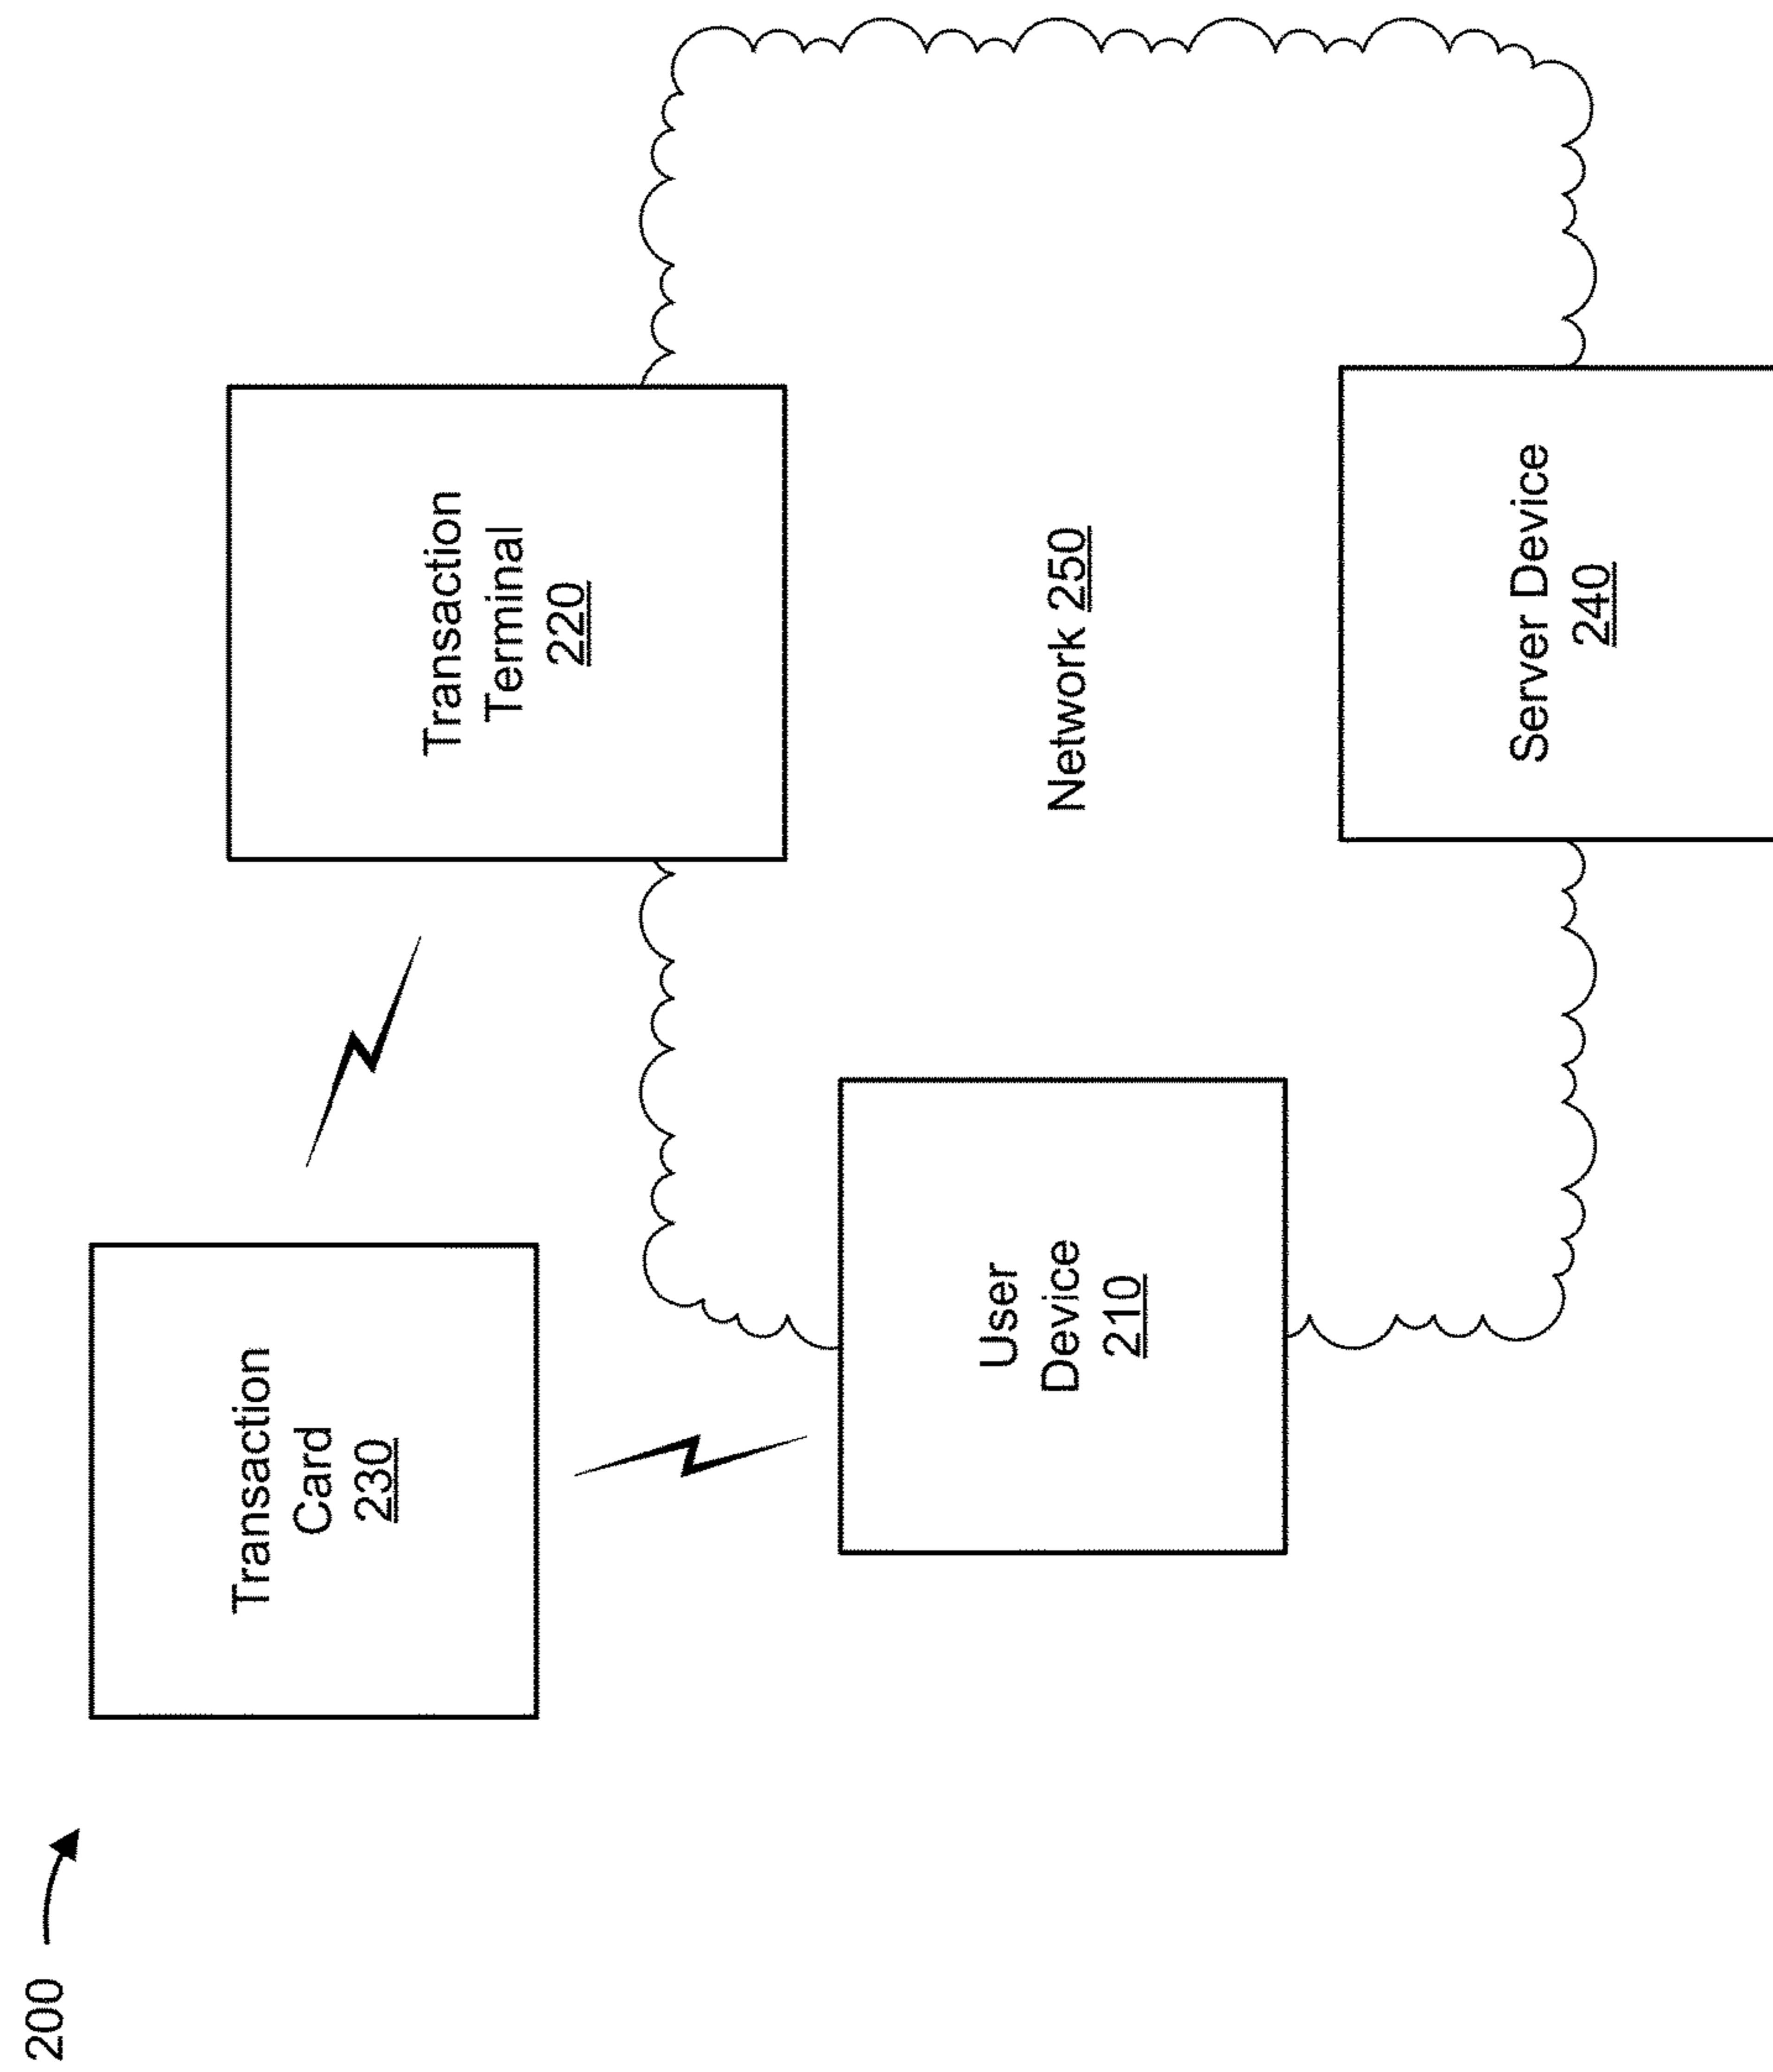 200
Transaction
Card
230
Transaction
Terminal
220
User
Device
210
Network 250
Server Device
240